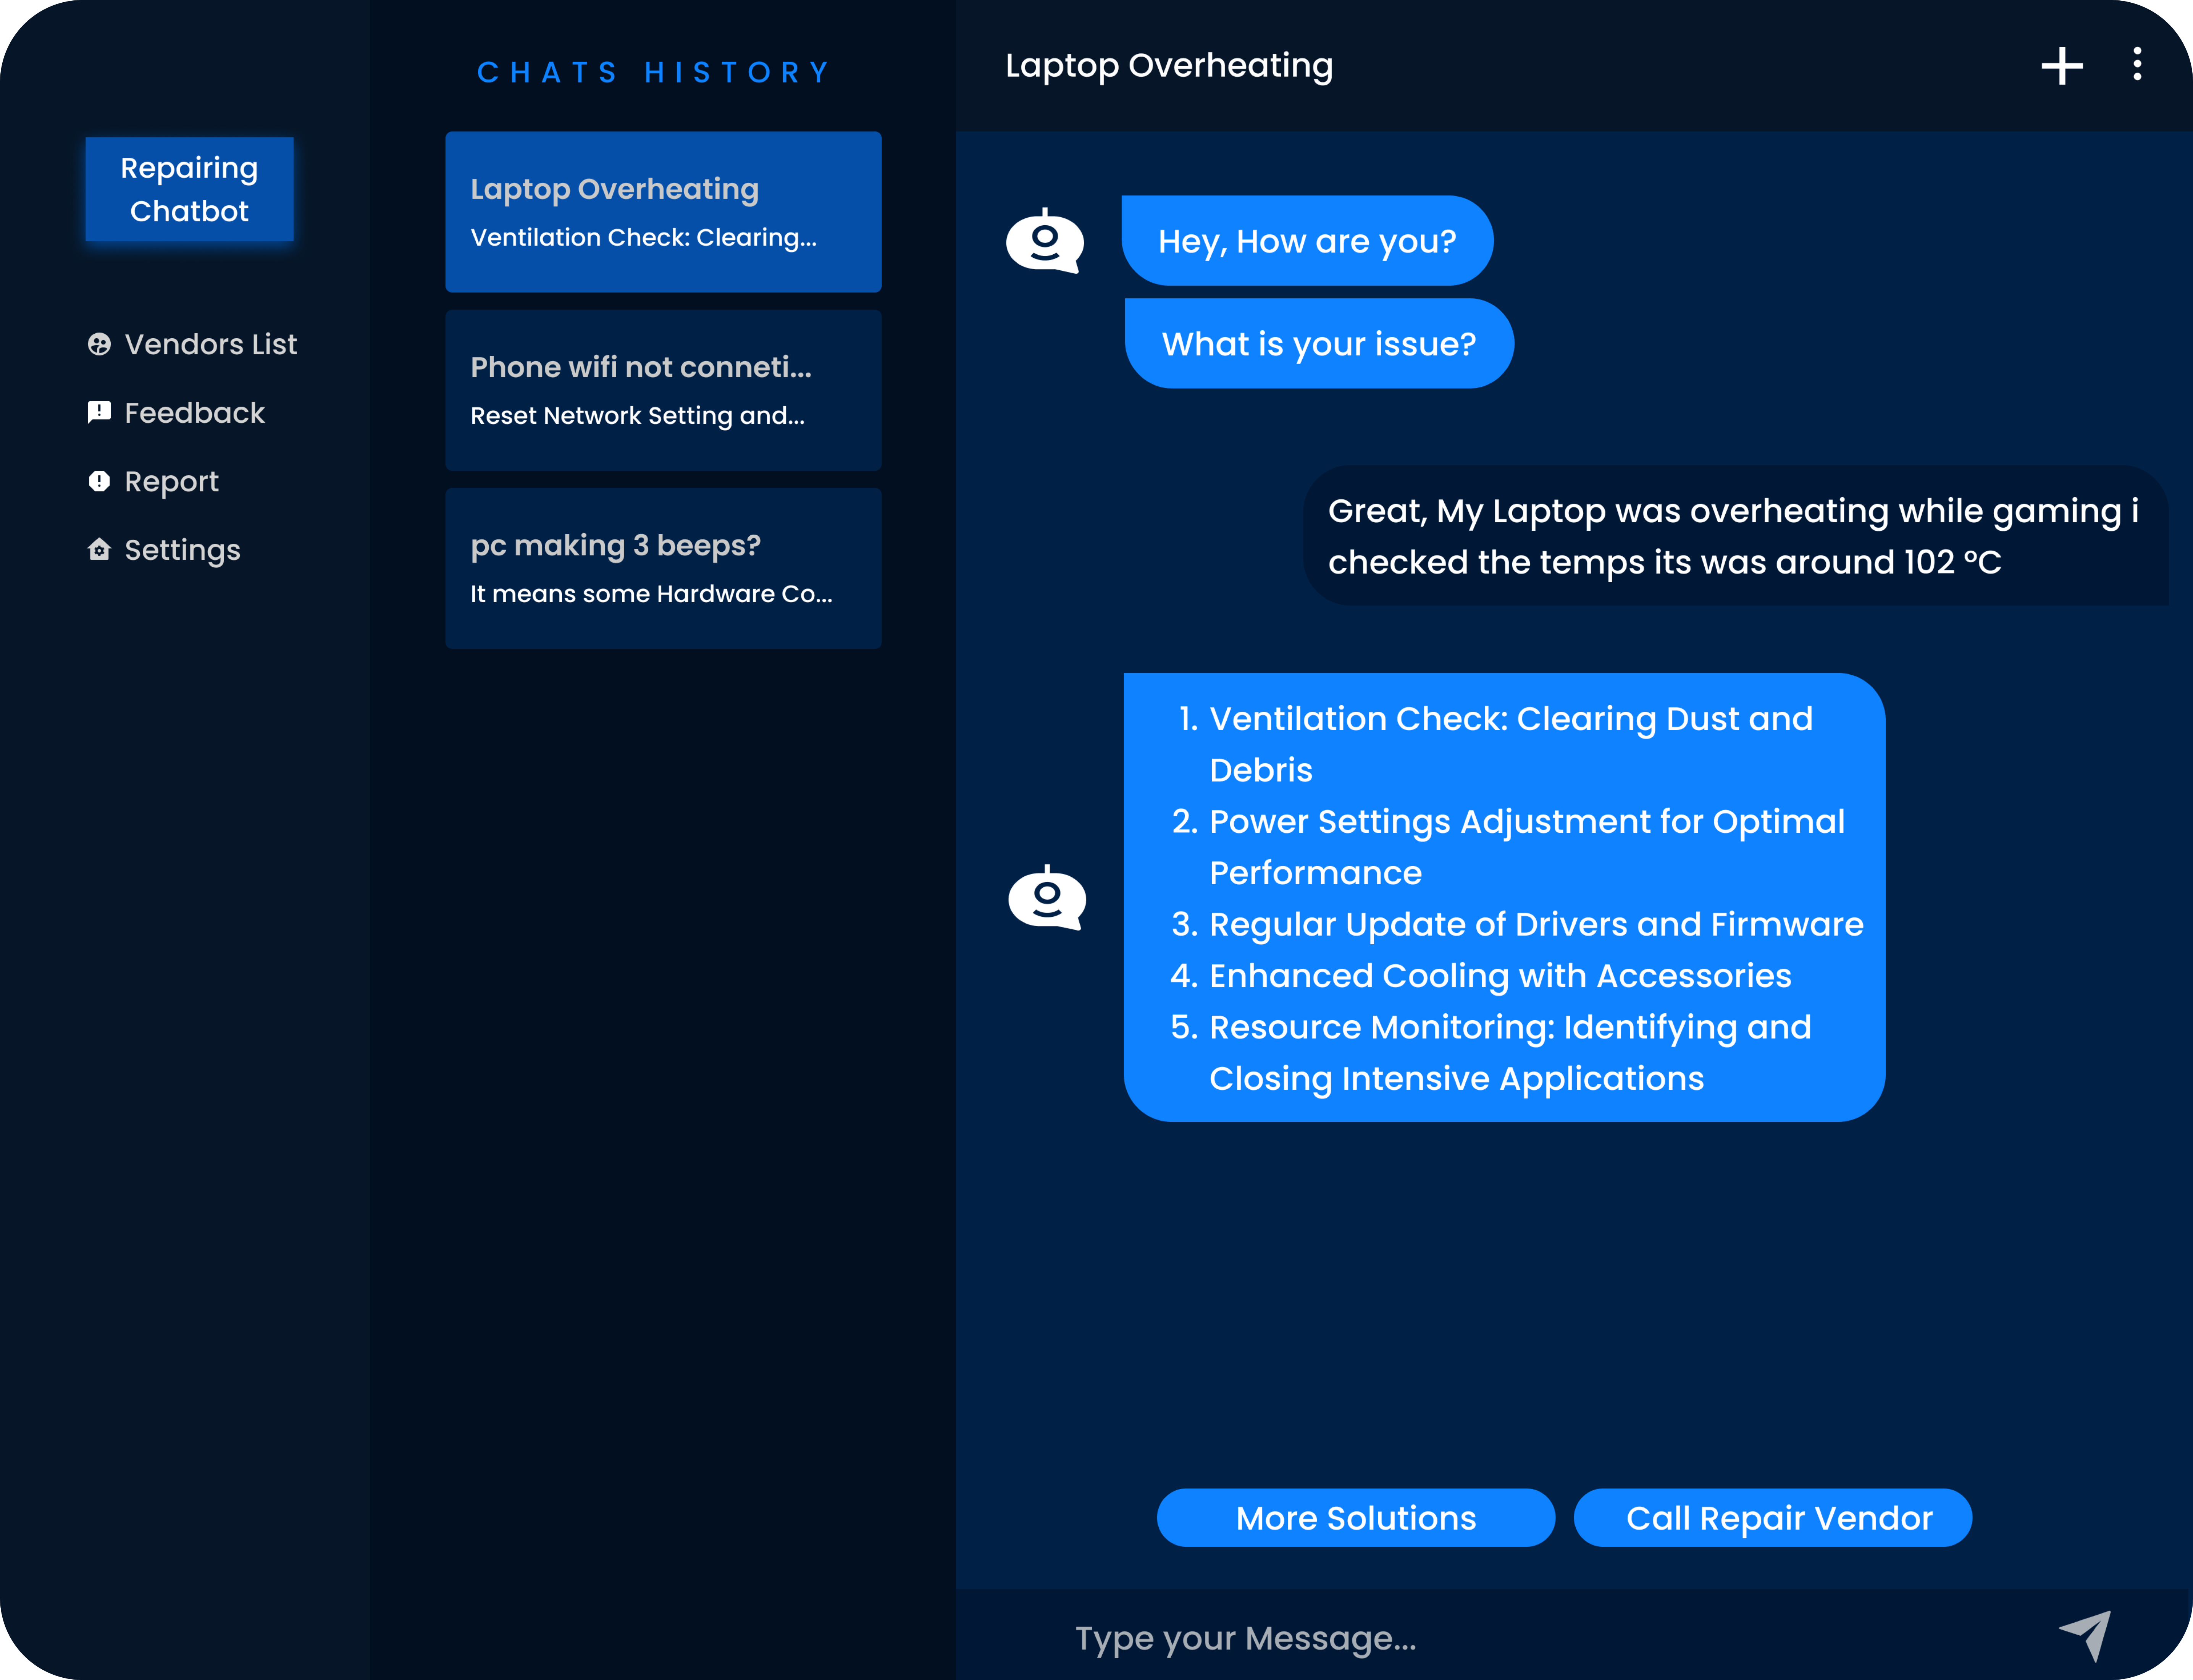 Repairing
Chatbot
Vendors List
Feedback
Report
Settings
CHATS HISTORY
Laptop Overheating
Ventilation Check: Clearing...
Phone wifi not conneti...
Reset Network Setting and...
pc making 3 beeps?
It means some Hardware Co...
Laptop Overheating
Hey, How are you?
What is your issue?
Great, My Laptop was overheating while gaming i
checked the temps its was around 102 °C
1. Ventilation Check: Clearing Dust and
Debris
2. Power Settings Adjustment for Optimal
Performance
3. Regular Update of Drivers and Firmware
4. Enhanced Cooling with Accessories
5. Resource Monitoring: Identifying and
Closing Intensive Applications
More Solutions
Call Repair Vendor
Type your Message...